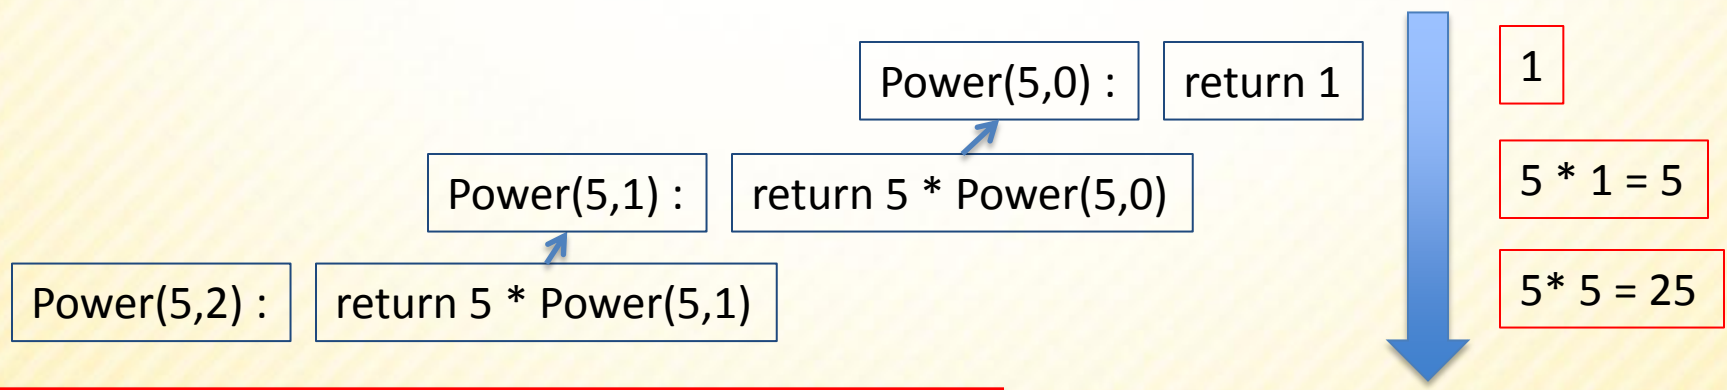 Power(5,0) : return 1 1
Power(5,1) : return 5 * Power(5,0) 5 * 1 = 5
Power(5,2) : return 5 * Power(5,1) 5* 5 = 25